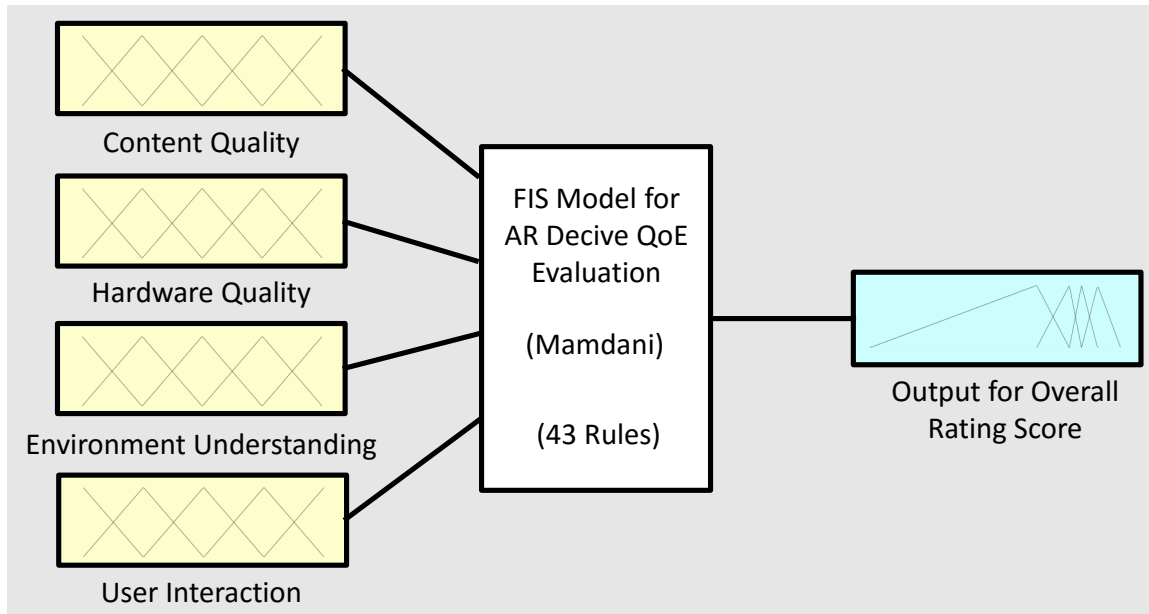 Content Quality
Hardware Quality
Environment Understanding
User Interaction
FIS Model for
AR Decive QoE
Evaluation
(Mamdani)
(43 Rules)
Output for Overall
Rating Score